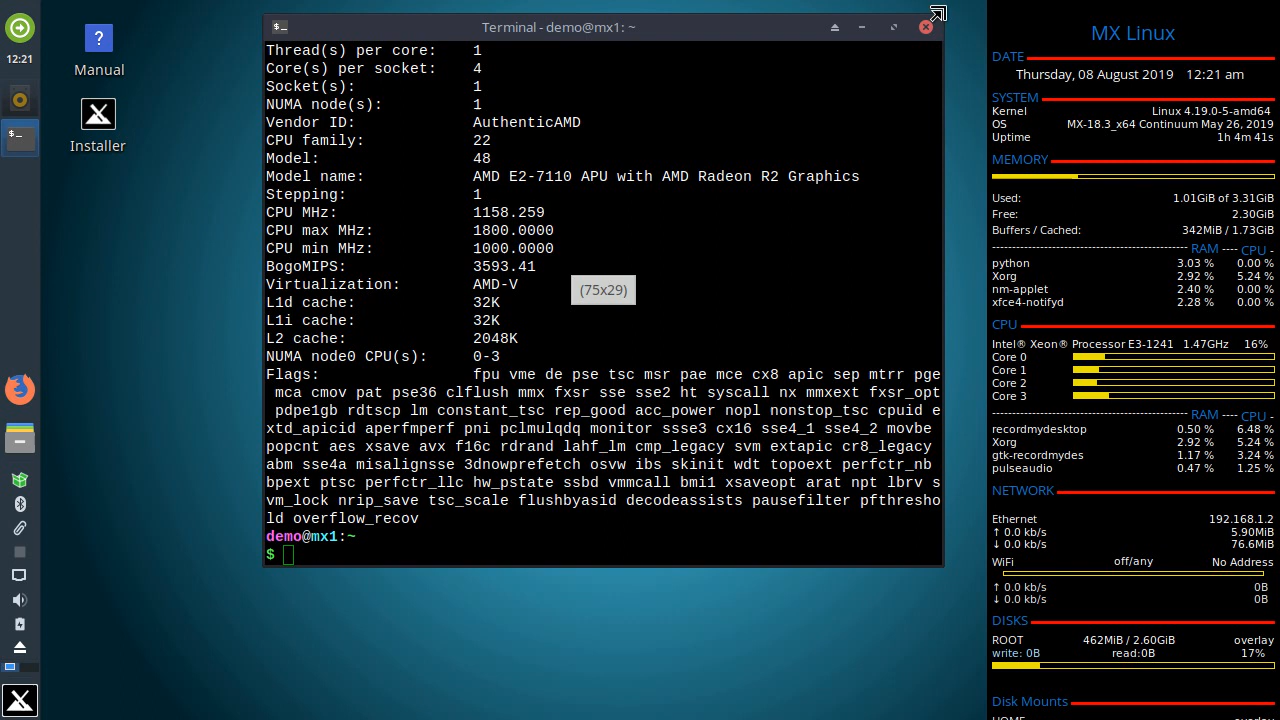 12:21
Manual
Installer
Terminal - demo@mx1: ~
Thread(s) per core: 1
Core(s) per socket: 4
Socket(s): 1
NUMA node(s): 1
Vendor ID: AuthenticAMD
CPU family: 22
Model: 48
Model name: AMD E2-7110 APU with AMD Radeon R2 Graphics
Stepping: 1
CPU MHz: 1158.259
CPU max MHz: 1800.0000
CPU min MHz: 1000.0000
BogoMIPS: 3593.41
Virtualization: AMD-V
(75x29)
L1d cache: 32K
L1i cache: 32K
L2 cache: 2048K
NUMA node0 CPU(s): 0-3
Flags: fpu vme de pse tsc msr pae mce cx8 apic sep mtrr pge
mca cmov pat pse36 clflush mmx fxsr sse sse2 ht syscall nx mmxext fxsr_opt
pdpe1gb rdtscp lm constant_tsc rep_good acc_power nopl nonstop_tsc cpuid e
xtd_apicid aperfmperf pni pclmulqdq monitor ssse3 cx16 sse4_1 sse4_2 movbe
popcnt aes xsave avx f16c rdrand lahf_lm cmp_legacy svm extapic cr8_legacy
abm sse4a misalignsse 3dnowprefetch osvw ibs skinit wdt topoext perfctr_nb
bpext ptsc perfctr_llc hw_pstate ssbd vmmcall bmi1 xsaveopt arat npt lbrv s
vm_lock nrip_save tsc_scale flushbyasid decodeassists pausefilter pfthresho
ld overflow_recov
demo@mx1:~
$
MX Linux
DATE
Thursday, 08 August 2019 12:21 am
SYSTEM
Kernel Linux 4.19.0-5-amd64
OS MX-18.3_x64 Continuum May 26, 2019
Uptime 1h 4m 41s
MEMORY
Used: 1.01GiB of 3.31GiB
Free: 2.30GiB
Buffers / Cached: 342MiB / 1.73GiB
RAM ---- CPU -
python 3.03 % 0.00 %
Xorg 2.92 % 5.24 %
nm-applet 2.40 % 0.00 %
xfce4-notifyd 2.28 % 0.00 %
CPU
Intel® Xeon® Processor E3-1241 1.47GHz 16%
Core 0
Core 1
Core 2
Core 3
RAM ---- CPU -
recordmydesktop 0.50 % 6.48 %
Xorg 2.92 % 5.24 %
gtk-recordmydes 1.17 % 3.24 %
pulseaudio 0.47 % 1.25 %
NETWORK
Ethernet 192.168.1.2
↑ 0.0 kb/s 5.90MiB
↓ 0.0 kb/s 76.6MiB
WiFi off/any No Address
↑ 0.0 kb/s 0B
↓ 0.0 kb/s 0B
DISKS
ROOT 462MiB / 2.60GiB overlay
write: 0B read:0B 17%
Disk Mounts